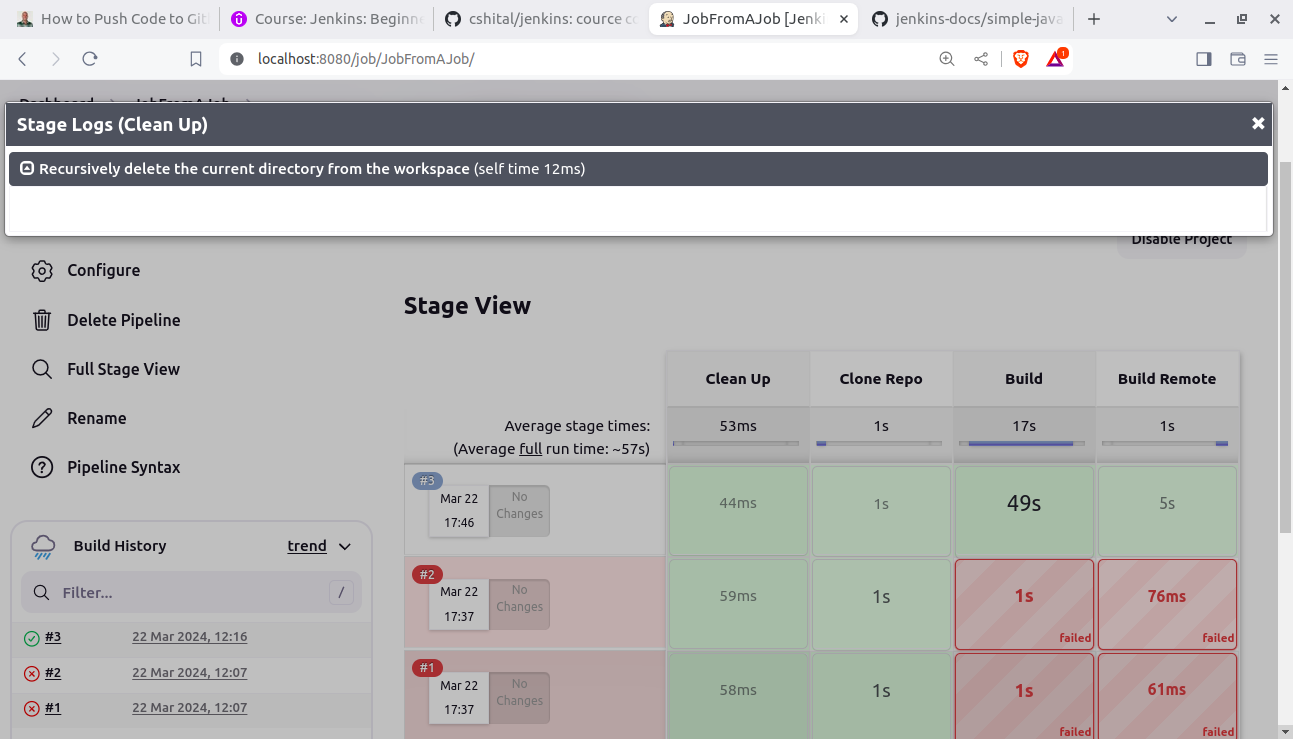 How to Push Code to Git
Course: Jenkins: Beginne
cshital/jenkins: cource co
JobFromAJob [Jenki
jenkins-docs/simple-java
localhost:8080/job/JobFromAJob/
1
Dashboard
JobFromAJob
Stage Logs (Clean Up)
Recursively delete the current directory from the workspace (self time 12ms)
Disable Project
Configure
Delete Pipeline
Full Stage View
Rename
Pipeline Syntax
Build History
trend
Filter...
/
#3
22 Mar 2024, 12:16
#2
22 Mar 2024, 12:07
#1
22 Mar 2024, 12:07
Stage View
Clean Up
Clone Repo
Build
Build Remote
Average stage times:
(Average full run time: ~57s)
53ms
1s
17s
1s
#3
Mar 22
17:46
No
Changes
44ms
1s
49s
5s
#2
Mar 22
17:37
No
Changes
59ms
1s
1s
failed
76ms
failed
#1
Mar 22
17:37
No
Changes
58ms
1s
1s
failed
61ms
failed